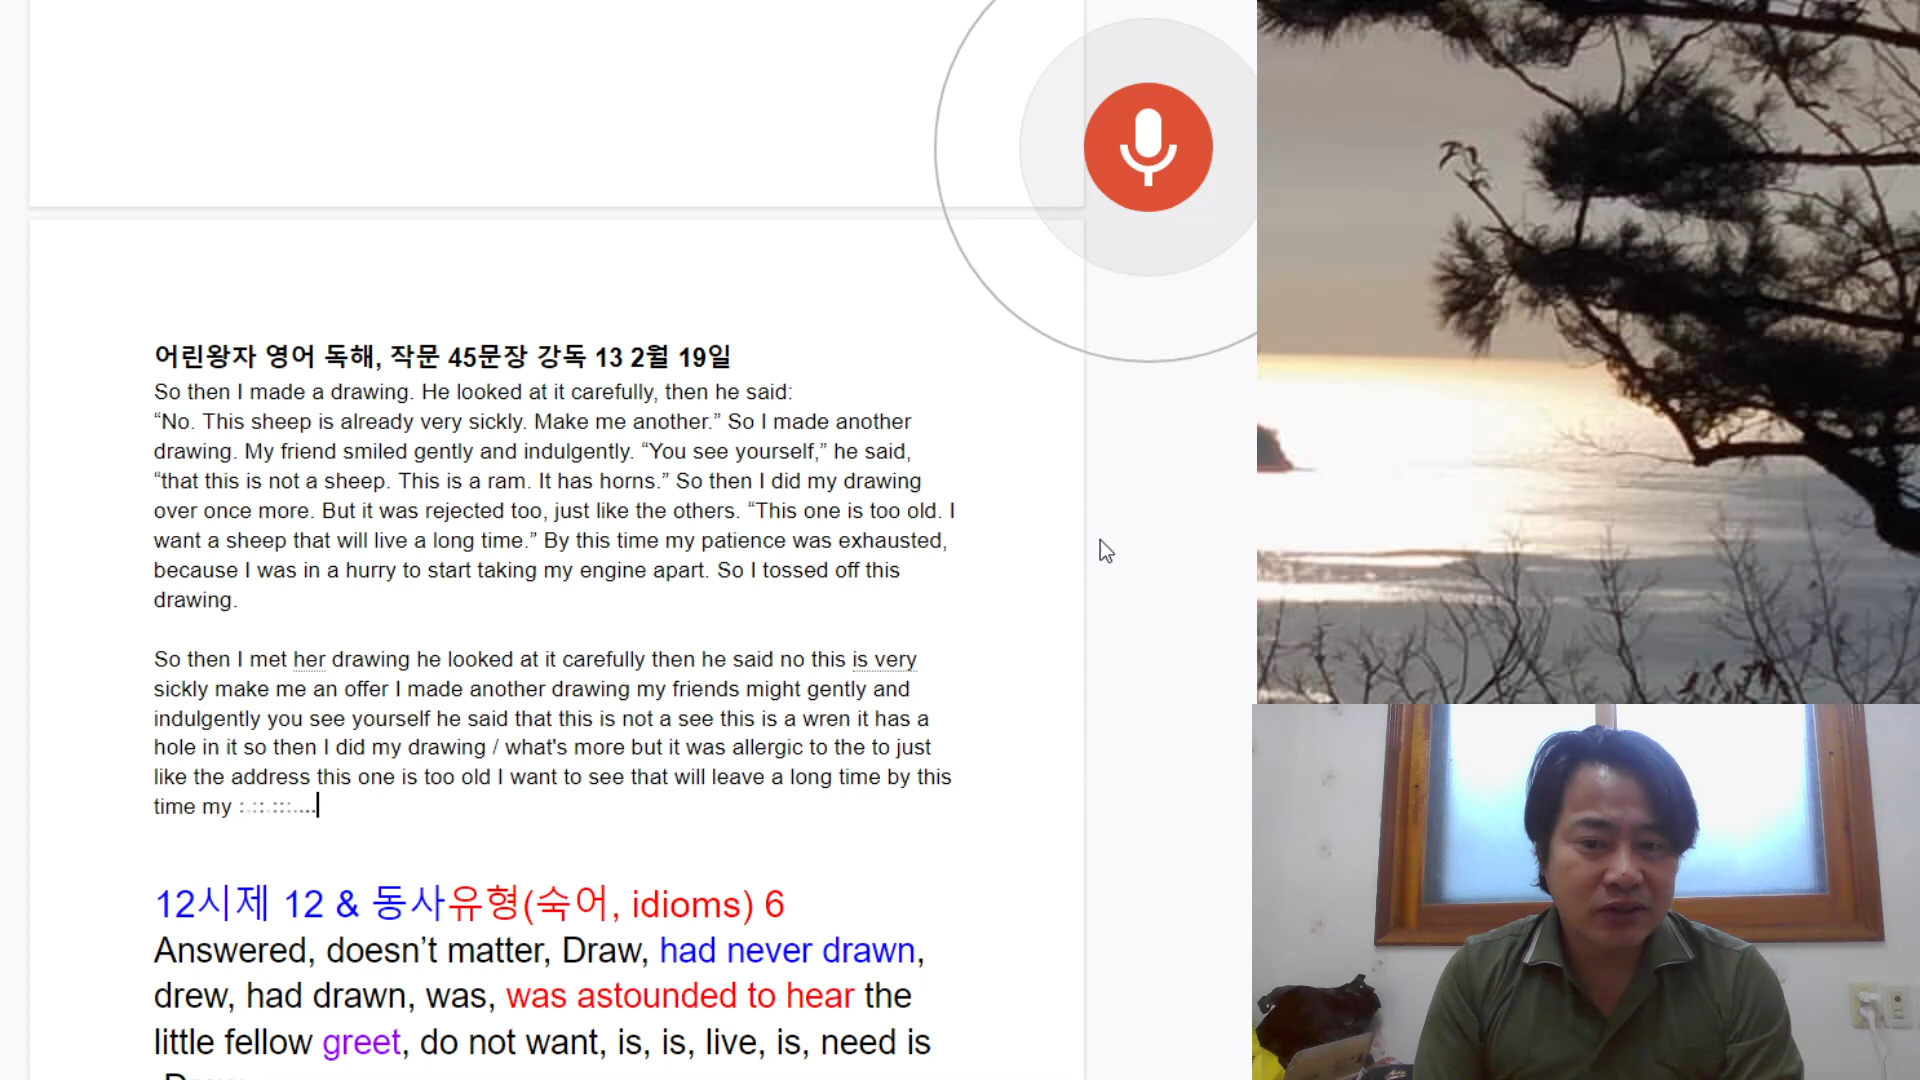 어린왕자 영어 독해, 작문 45문장 강독 13 2월 19일
So then I made a drawing. He looked at it carefully, then he said:
“No. This sheep is already very sickly. Make me another.” So I made another
drawing. My friend smiled gently and indulgently. “You see yourself,” he said,
“that this is not a sheep. This is a ram. It has horns.” So then I did my drawing
over once more. But it was rejected too, just like the others. “This one is too old. I
want a sheep that will live a long time.” By this time my patience was exhausted,
because I was in a hurry to start taking my engine apart. So I tossed off this
drawing.
So then I met her drawing he looked at it carefully then he said no this is very
sickly make me an offer I made another drawing my friends might gently and
indulgently you see yourself he said that this is not a see this is a wren it has a
hole in it so then I did my drawing / what's more but it was allergic to the to just
like the address this one is too old I want to see that will leave a long time by this
time my
12시제 12 & 동사유형(숙어, idioms) 6
Answered, doesn’t matter, Draw, had never drawn,
drew, had drawn, was, was astounded to hear the
little fellow greet, do not want, is, is, live, is, need is